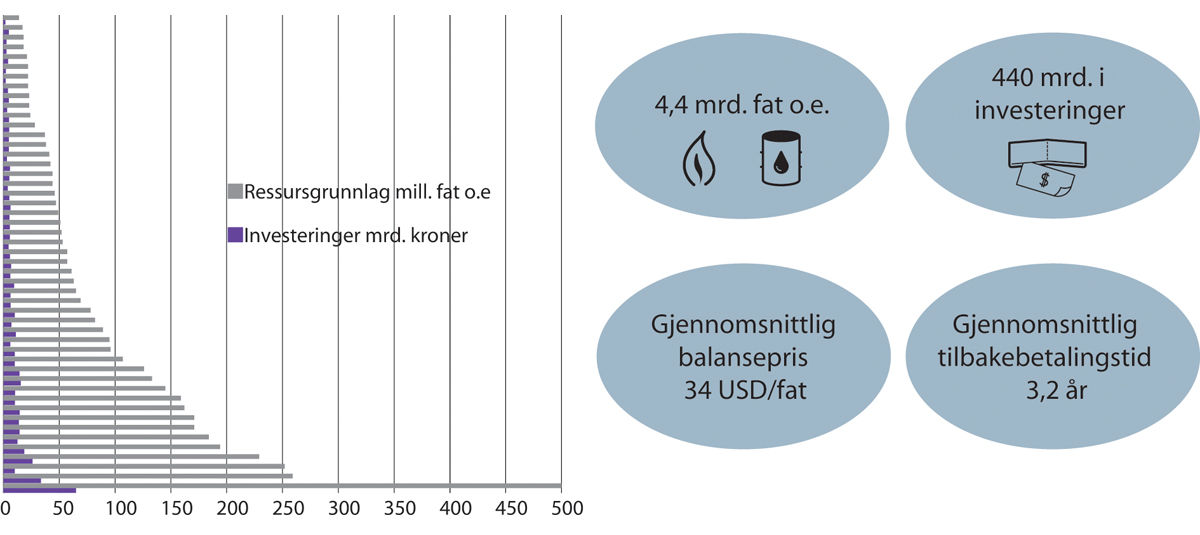 Ressursgrunnlag mill. fat o.e
Investeringer mrd. kroner
0 50 100 150 200 250 300 350 400 450 500
4,4 mrd. fat o.e.
440 mrd. i
investeringer
$
Gjennomsnittlig
balansepris
34 USD/fat
Gjennomsnittlig
tilbakebetalingstid
3,2 år